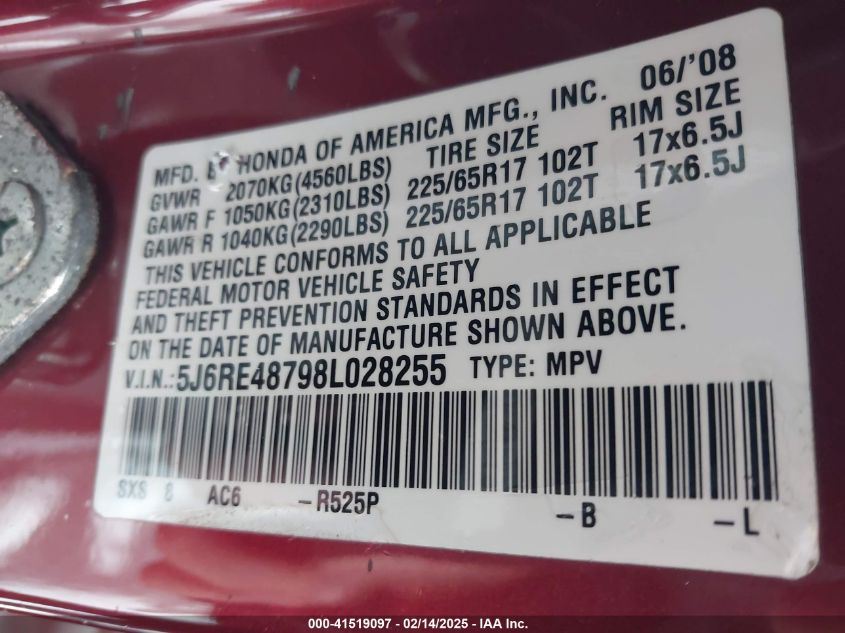 MFD. B HONDA OF AMERICA MFG., INC. 06/'08
GVWR 2070KG(4560LBS) TIRE SIZE RIM SIZE
GAWR F 1050KG(2310LBS) 225/65R17 102T 17x6.5J
GAWR R 1040KG(2290LBS) 225/65R17 102T 17x6.5J
THIS VEHICLE CONFORMS TO ALL APPLICABLE
FEDERAL MOTOR VEHICLE SAFETY
AND THEFT PREVENTION STANDARDS IN EFFECT
ON THE DATE OF MANUFACTURE SHOWN ABOVE.
V.I.N.: 5J6RE48798L028255 TYPE: MPV
SXS 8 AC6 -R525P -B -L
000-41519097 - 02/14/2025 - IAA Inc.